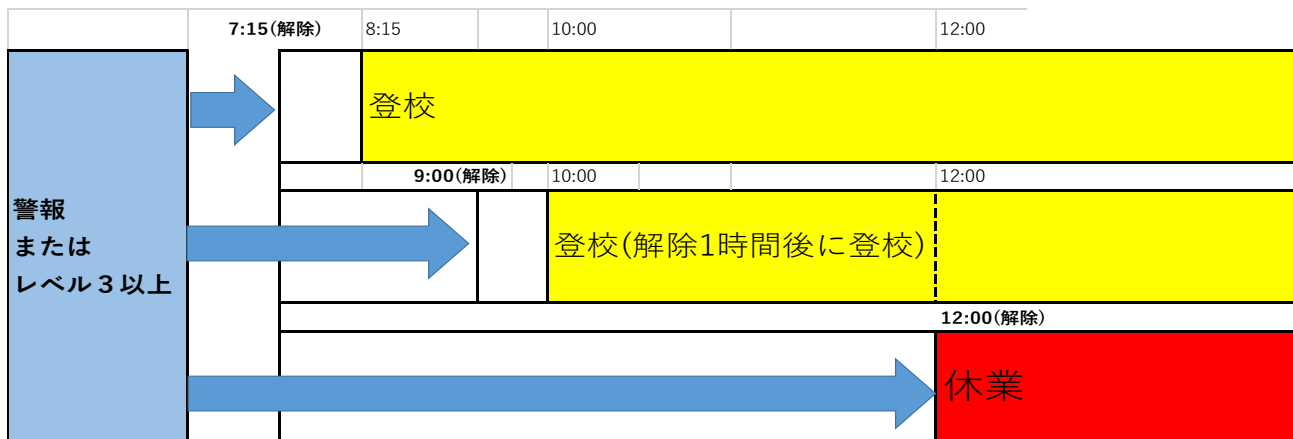 7:15(解除)
8:15
10:00
12:00
登校
9:00(解除)
10:00
12:00
警報
または
レベル３以上
登校(解除1時間後に登校)
12:00(解除)
休業